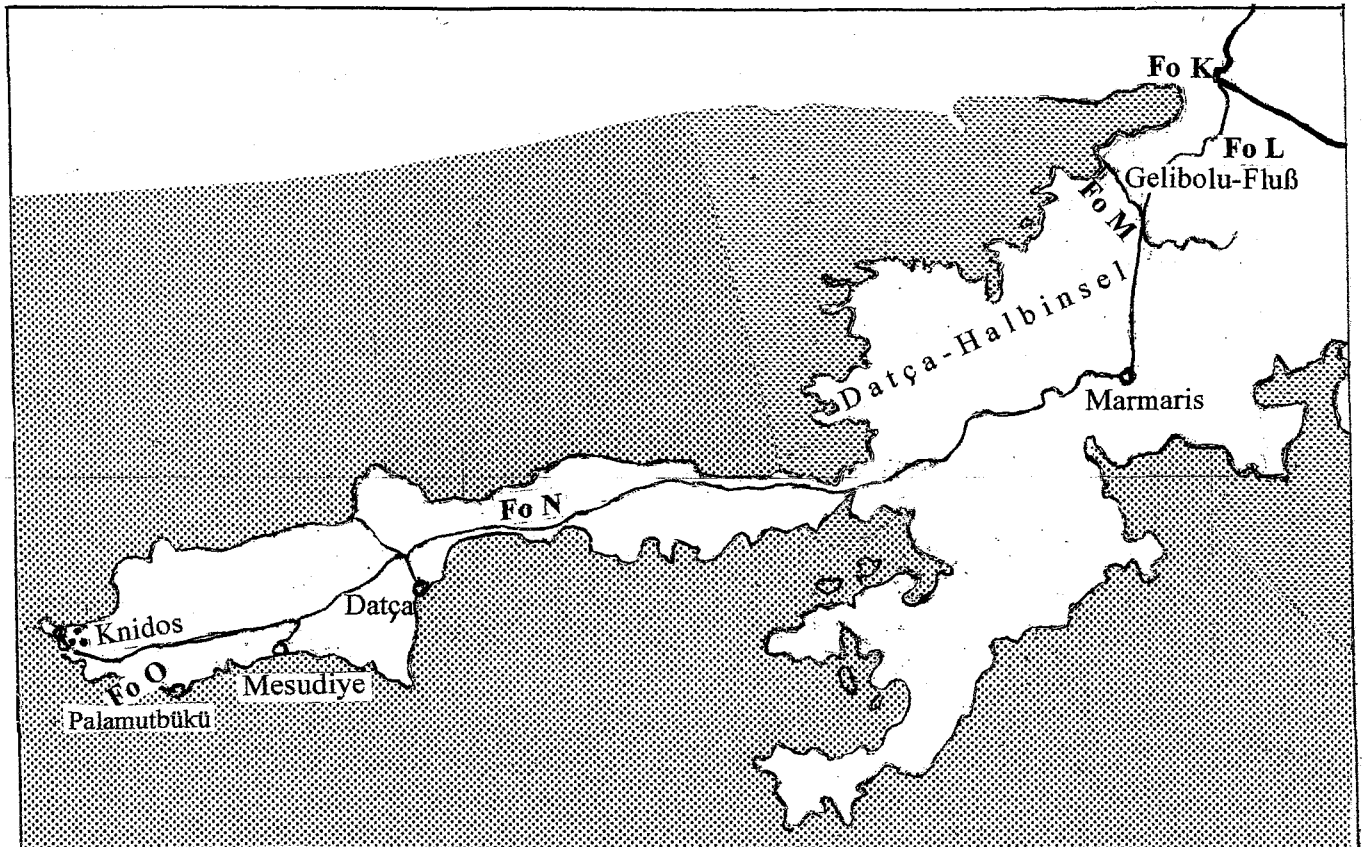 Fo K
Fo L
Gelibolu-Fluß
Fo M
Datça-Halbinsel
Marmaris
Fo N
Datça
Knidos
Fo O
Mesudiye
Palamutbükü